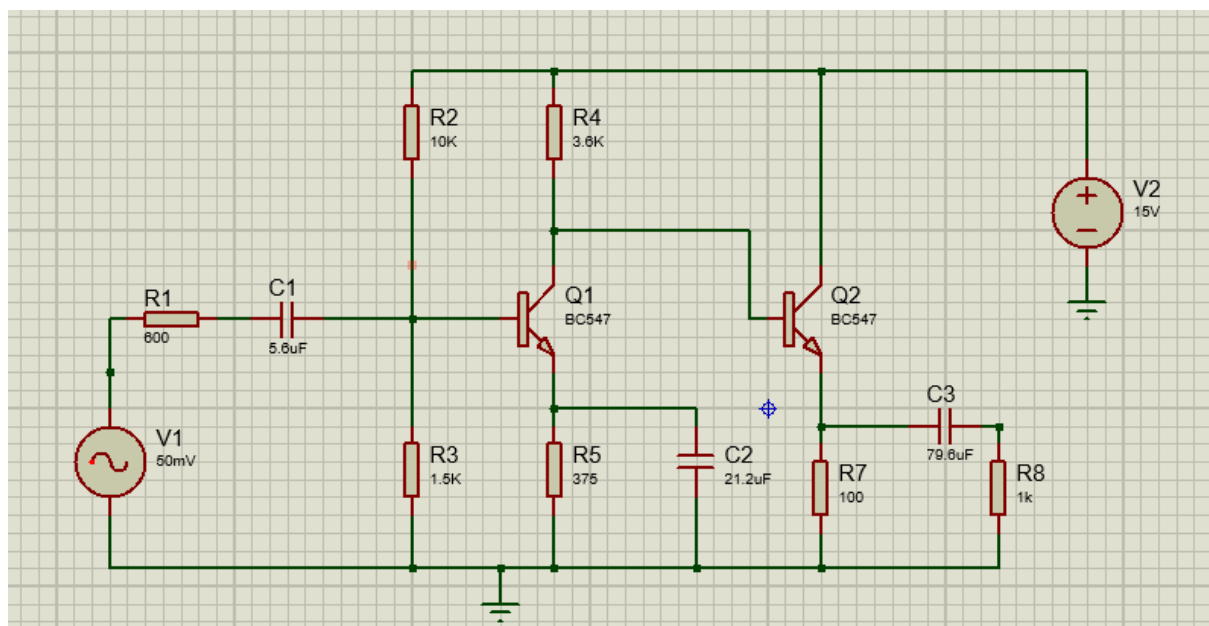 R2
10K
R4
3.6K
V2
15V
R1
600
C1
5.6uF
Q1
BC547
Q2
BC547
V1
50mV
R3
1.5K
R5
375
C2
21.2uF
C3
79.6uF
R7
100
R8
1k